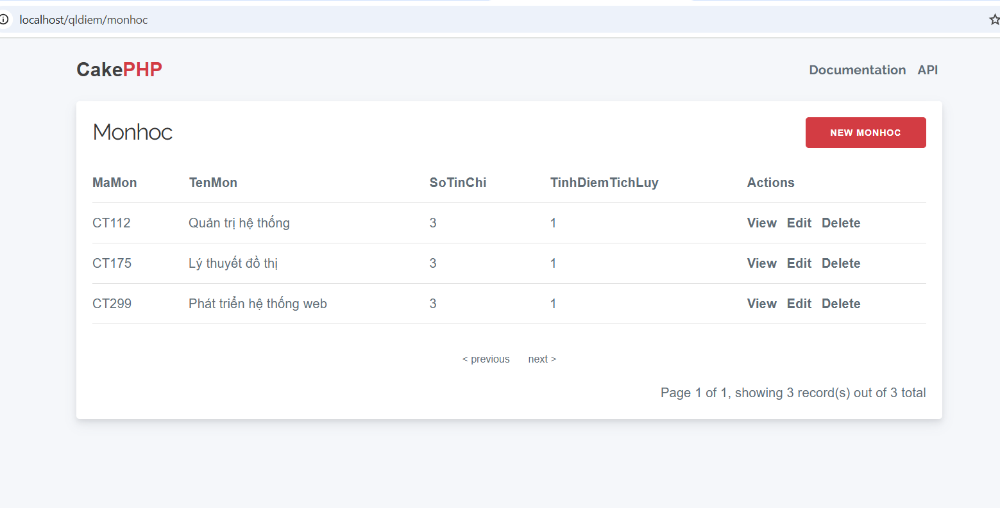 localhost/qldiem/monhoc
CakePHP Documentation API
Monhoc NEW MONHOC
MaMon TenMon SoTinChi TinhDiemTichLuy Actions
CT112 Quản trị hệ thống 3 1 View Edit Delete
CT175 Lý thuyết đồ thị 3 1 View Edit Delete
CT299 Phát triển hệ thống web 3 1 View Edit Delete
< previous next >
Page 1 of 1, showing 3 record(s) out of 3 total